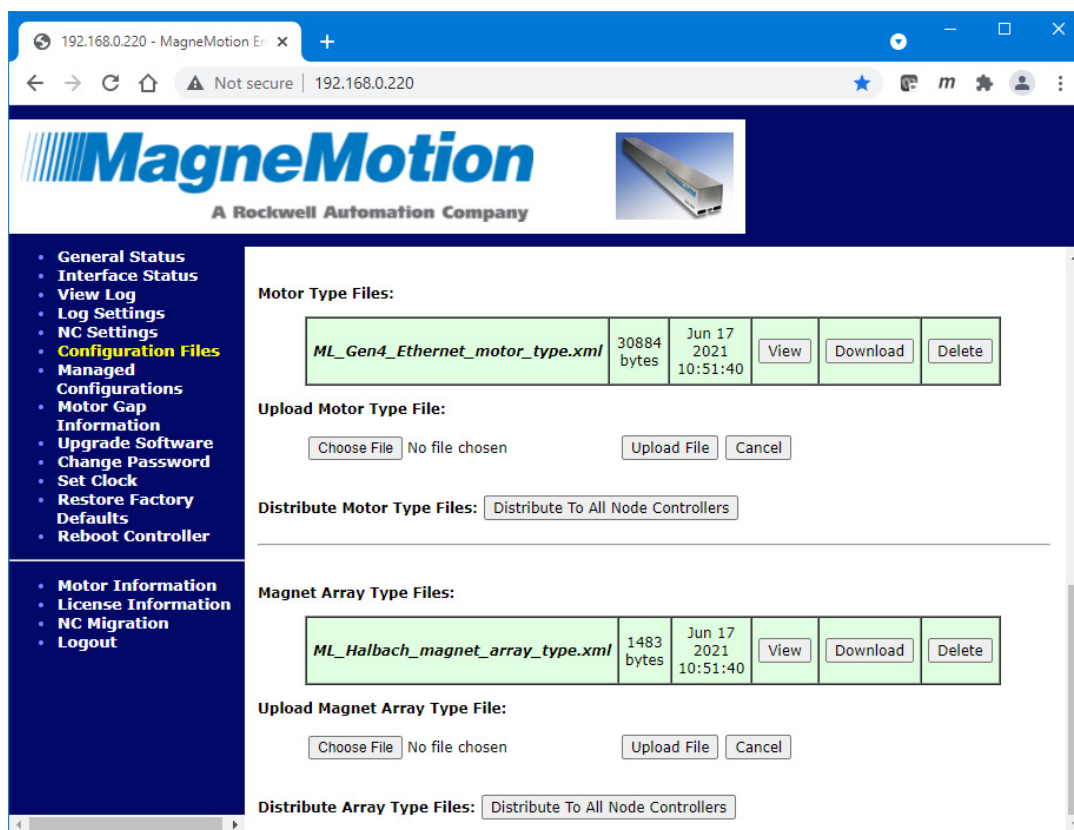 192.168.0.220 - MagneMotion En
Not secure | 192.168.0.220
m
MagneMotion
A Rockwell Automation Company
General Status
Interface Status
View Log
Log Settings
NC Settings
Configuration Files
Managed
Configurations
Motor Gap
Information
Upgrade Software
Change Password
Set Clock
Restore Factory
Defaults
Reboot Controller
Motor Information
License Information
NC Migration
Logout
Motor Type Files:
ML_Gen4_Ethernet_motor_type.xml
30884
bytes
Jun 17
2021
10:51:40
View
Download
Delete
Upload Motor Type File:
Choose File No file chosen Upload File Cancel
Distribute Motor Type Files: Distribute To All Node Controllers
Magnet Array Type Files:
ML_Halbach_magnet_array_type.xml
1483
bytes
Jun 17
2021
10:51:40
View
Download
Delete
Upload Magnet Array Type File:
Choose File No file chosen Upload File Cancel
Distribute Array Type Files: Distribute To All Node Controllers